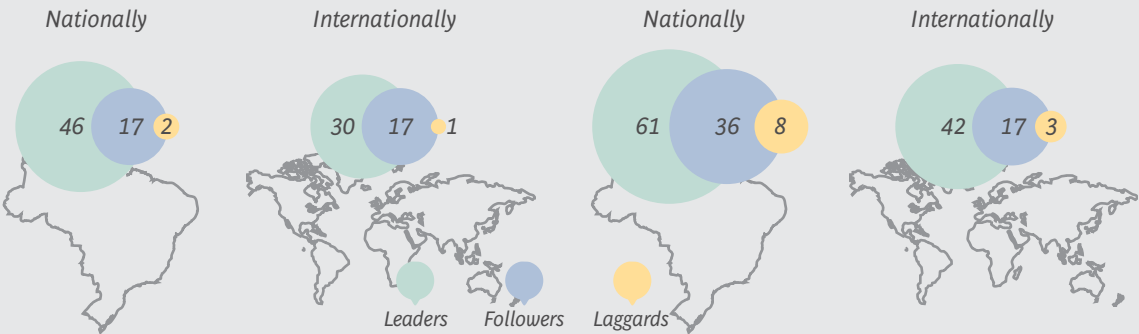 Nationally
Internationally
Nationally
Internationally
46 17 2
30 17 1
61 36 8
42 17 3
Leaders
Followers
Laggards